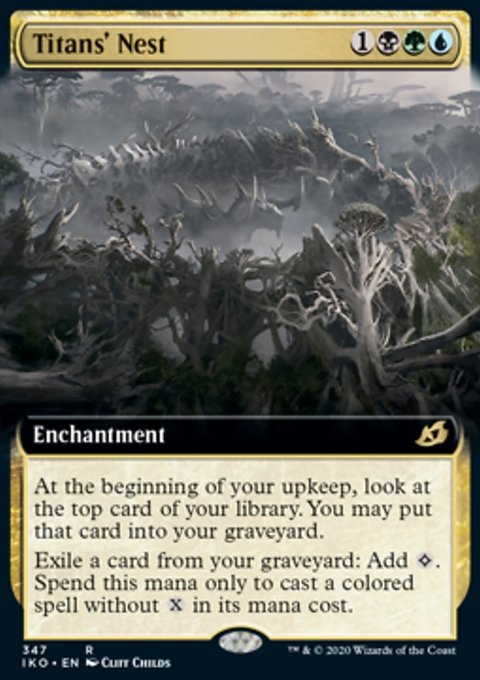 Titans' Nest 1
Enchantment
At the beginning of your upkeep, look at
the top card of your library. You may put
that card into your graveyard.
Exile a card from your graveyard: Add .
Spend this mana only to cast a colored
spell without X in its mana cost.
347 R
IKO • EN Cliff Childs
™ & © 2020 Wizards of the Coast